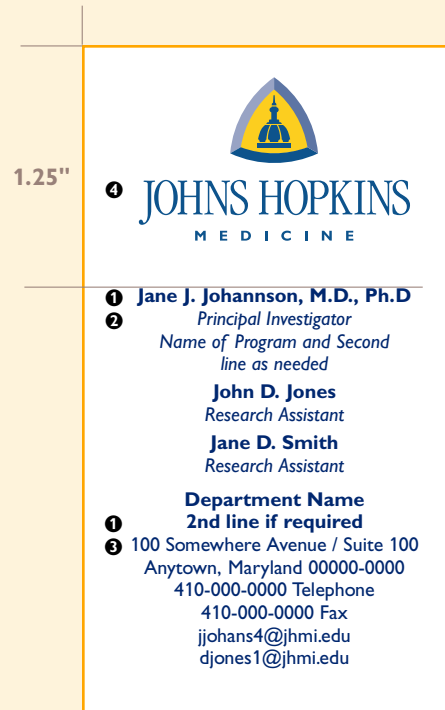 1.25"
❹
JOHNS HOPKINS
MEDICINE
❶ Jane J. Johannson, M.D., Ph.D
❷ Principal Investigator
Name of Program and Second
line as needed
John D. Jones
Research Assistant
Jane D. Smith
Research Assistant
Department Name
❶ 2nd line if required
❸ 100 Somewhere Avenue / Suite 100
Anytown, Maryland 00000-0000
410-000-0000 Telephone
410-000-0000 Fax
jjohans4@jhmi.edu
djones1@jhmi.edu